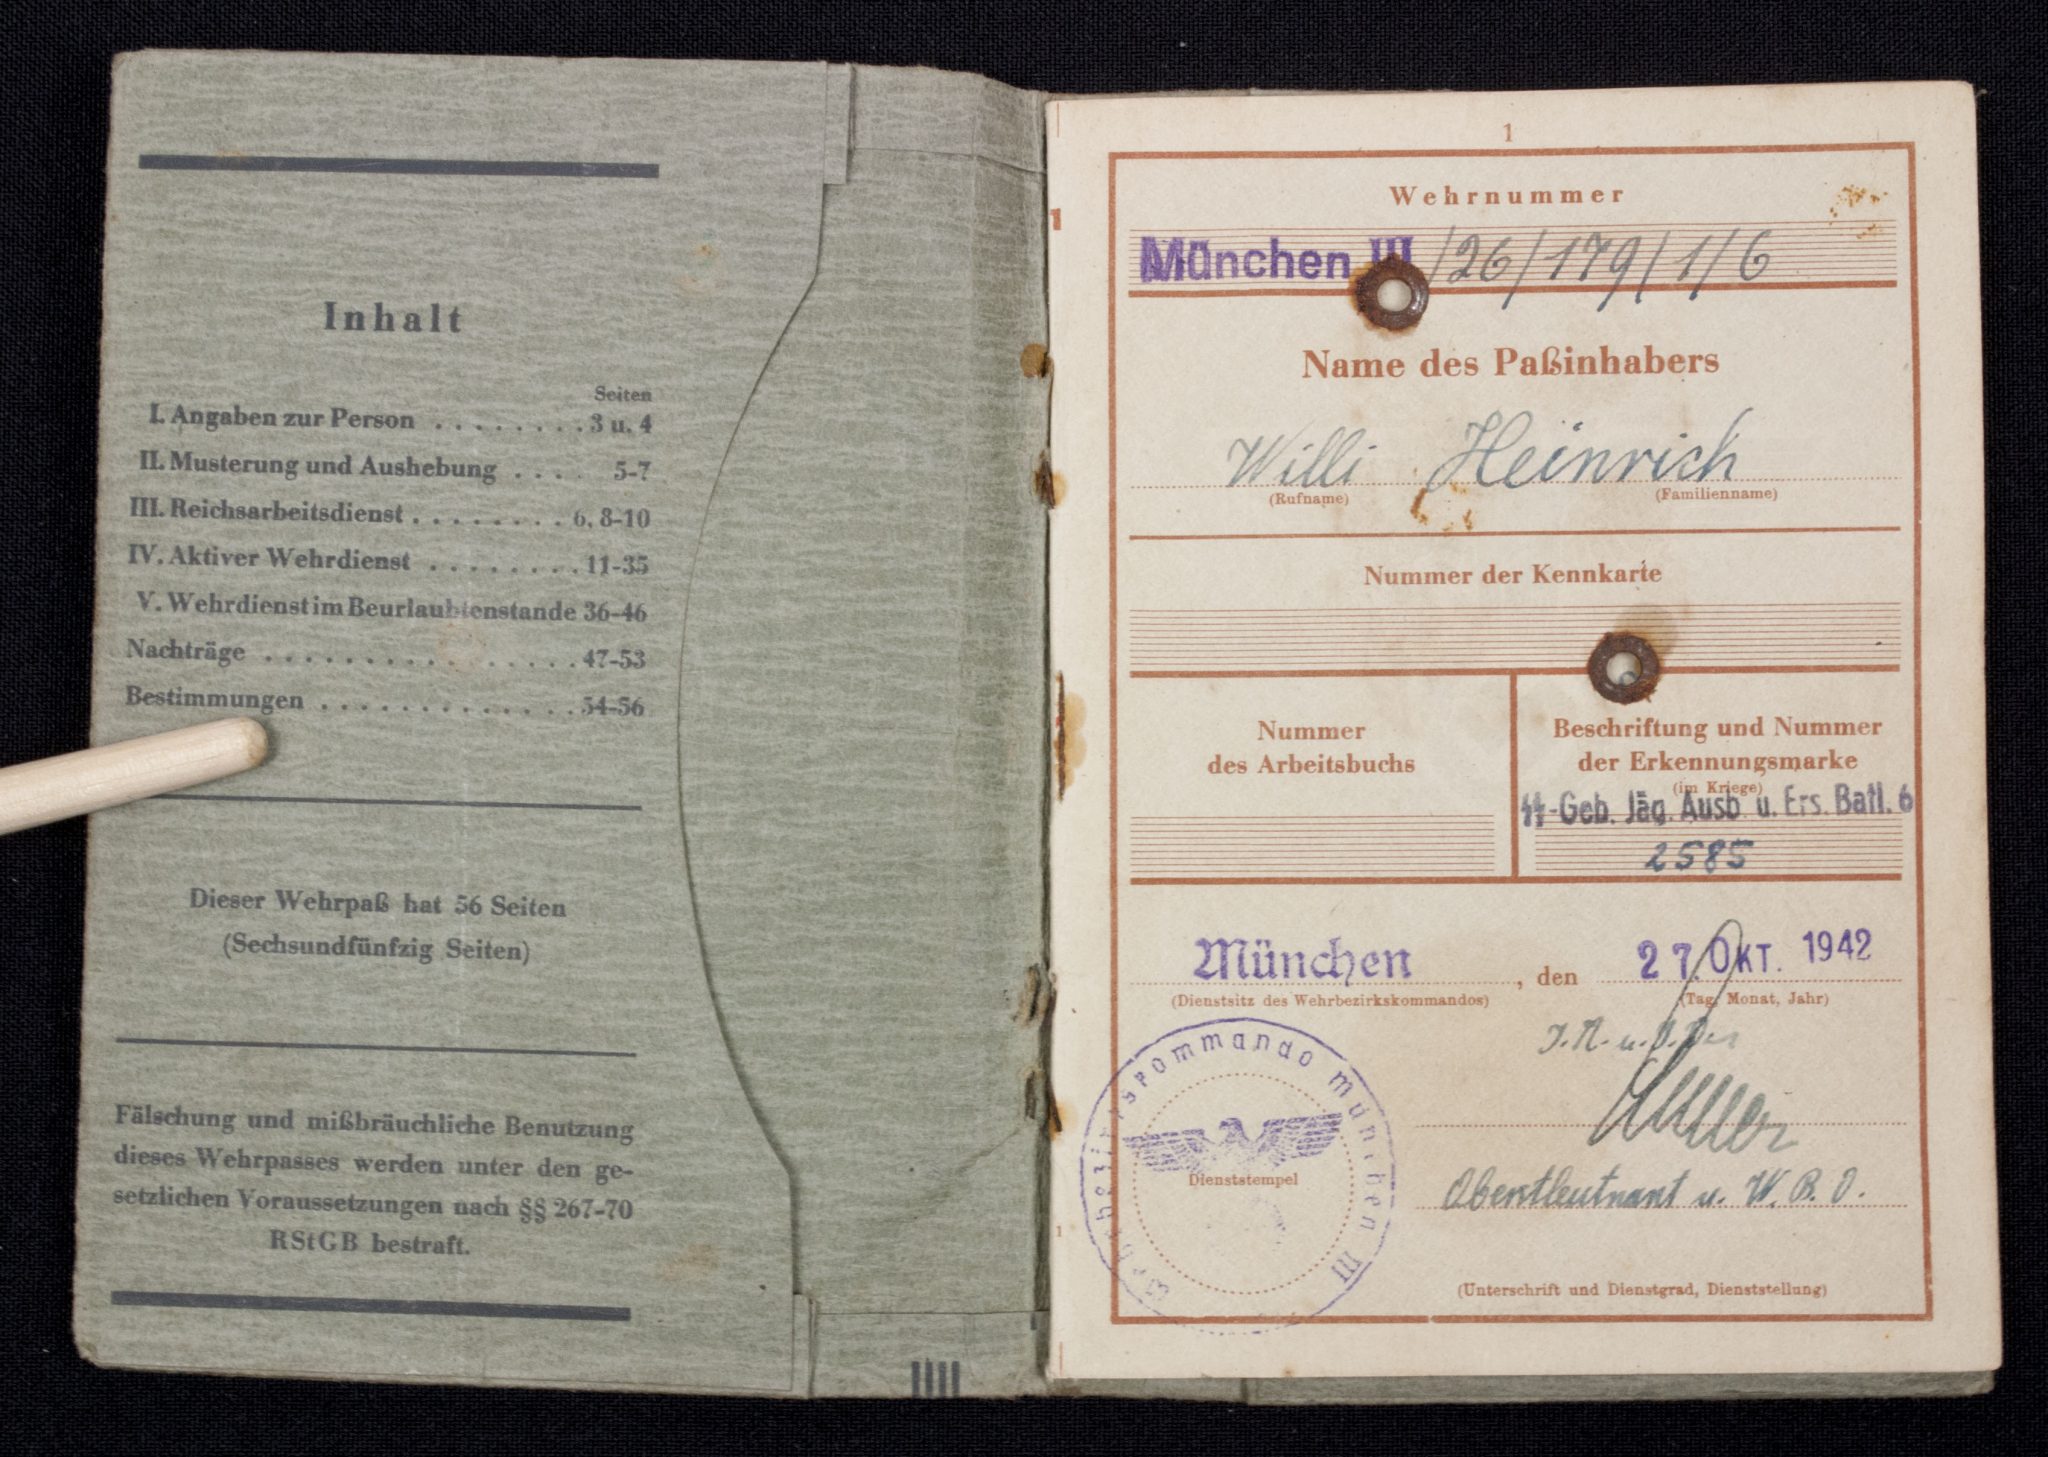 Inhalt
Seiten
I. Angaben zur Person ........ 3 u. 4
II. Musterung und Aushebung .... 5-7
III. Reichsarbeitsdienst ........ 6, 8-10
IV. Aktiver Wehrdienst ........ 11-35
V. Wehrdienst im Beurlaubtenstande 36-46
Nachträge ................ 47-53
Bestimmungen ............. 54-56
Dieser Wehrpaß hat 56 Seiten
(Sechsundfünfzig Seiten)
Fälschung und mißbräuchliche Benutzung
dieses Wehrpasses werden unter den ge-
setzlichen Voraussetzungen nach §§ 267-70
RStGB bestraft.
1
Wehrnummer
München III /26/179/1/6
Name des Paßinhabers
Willi Heinrich
(Rufname) (Familienname)
Nummer der Kennkarte
Nummer
des Arbeitsbuchs
Beschriftung und Nummer
der Erkennungsmarke
(im Kriege)
ᛋᛋ-Geb. Jäg. Ausb. u. Ers. Batl. 6
2585
München, den 27. OKT. 1942
(Dienstsitz des Wehrbezirkskommandos) (Tag, Monat, Jahr)
Wehrbezirkskommando München III
Dienststempel
Oberstleutnant u. W.B.O.
(Unterschrift und Dienstgrad, Dienststellung)
1